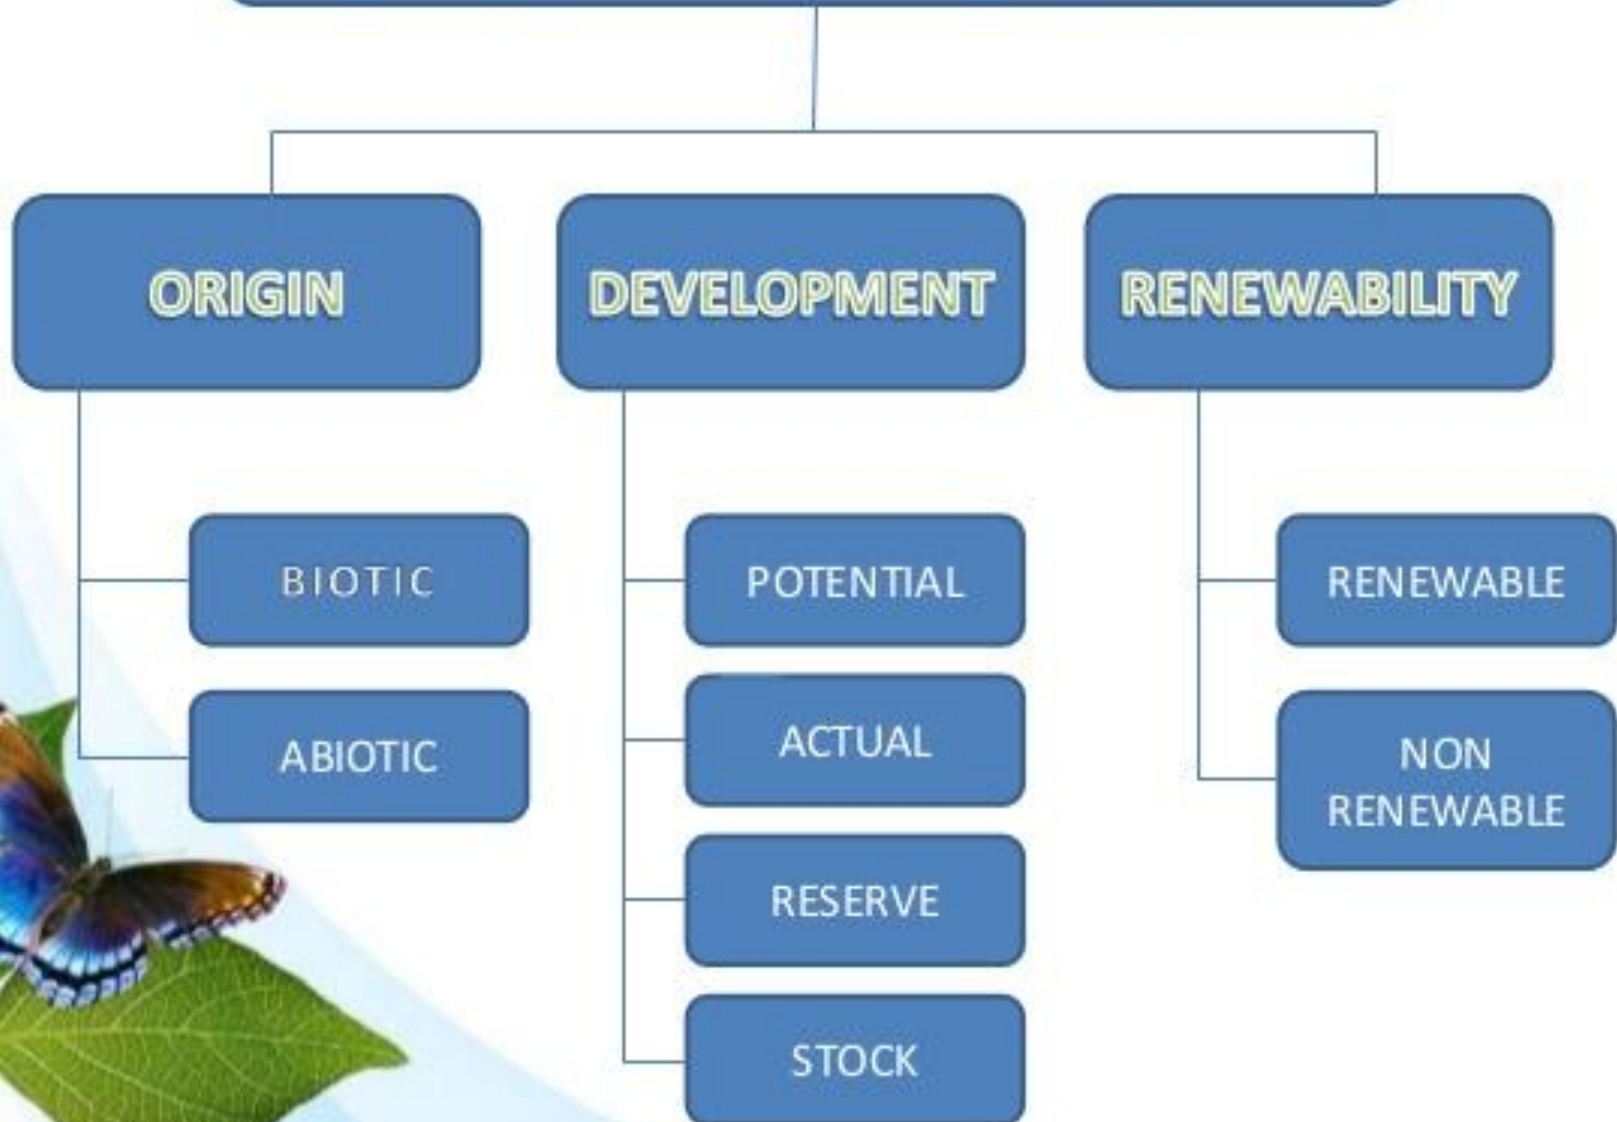 ORIGIN
BIOTIC
ABIOTIC
DEVELOPMENT
POTENTIAL
ACTUAL
RESERVE
STOCK
RENEWABILITY
RENEWABLE
NON
RENEWABLE